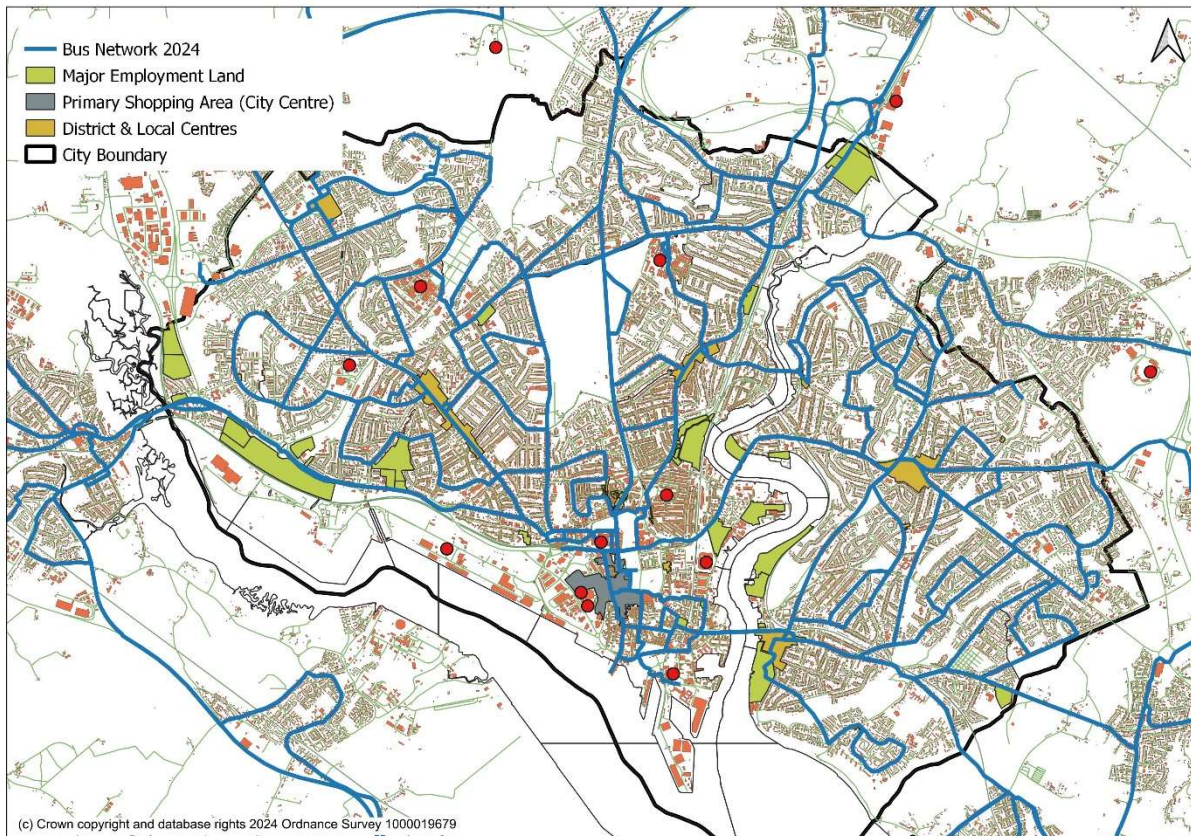 Bus Network 2024
Major Employment Land
Primary Shopping Area (City Centre)
District & Local Centres
City Boundary
(c) Crown copyright and database rights 2024 Ordnance Survey 1000019679